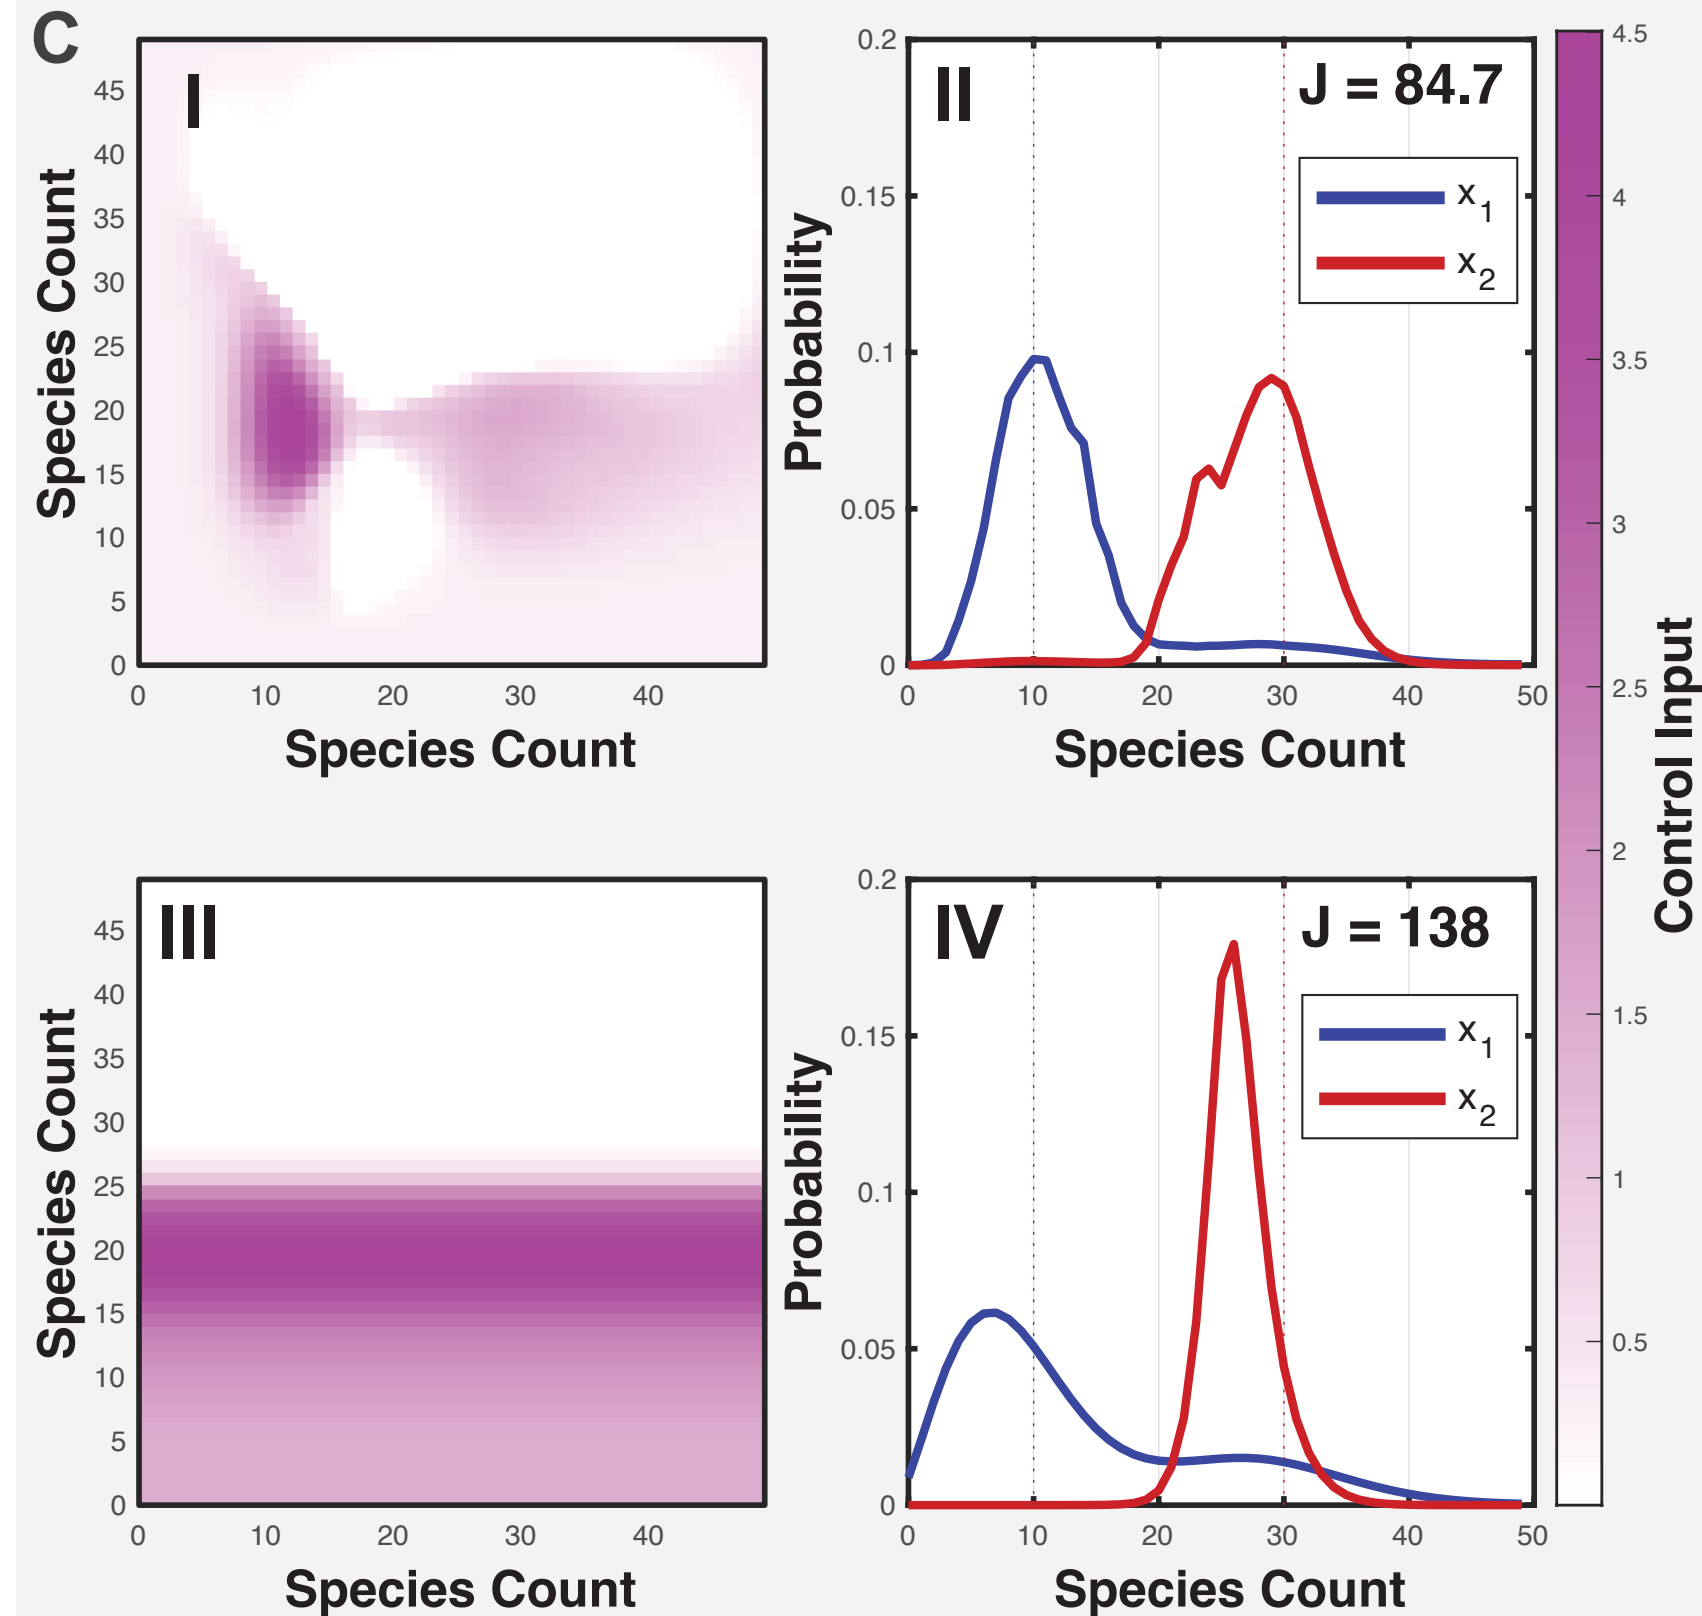 C
I
45
40
35
30
25
20
15
10
5
0
0 10 20 30 40
Species Count
Species Count
II
J = 84.7
x1
x2
0.2
0.15
0.1
0.05
0
0 10 20 30 40 50
Probability
Species Count
III
45
40
35
30
25
20
15
10
5
0
0 10 20 30 40
Species Count
Species Count
IV
J = 138
x1
x2
0.2
0.15
0.1
0.05
0
0 10 20 30 40 50
Probability
Species Count
4.5
4
3.5
3
2.5
2
1.5
1
0.5
Control Input